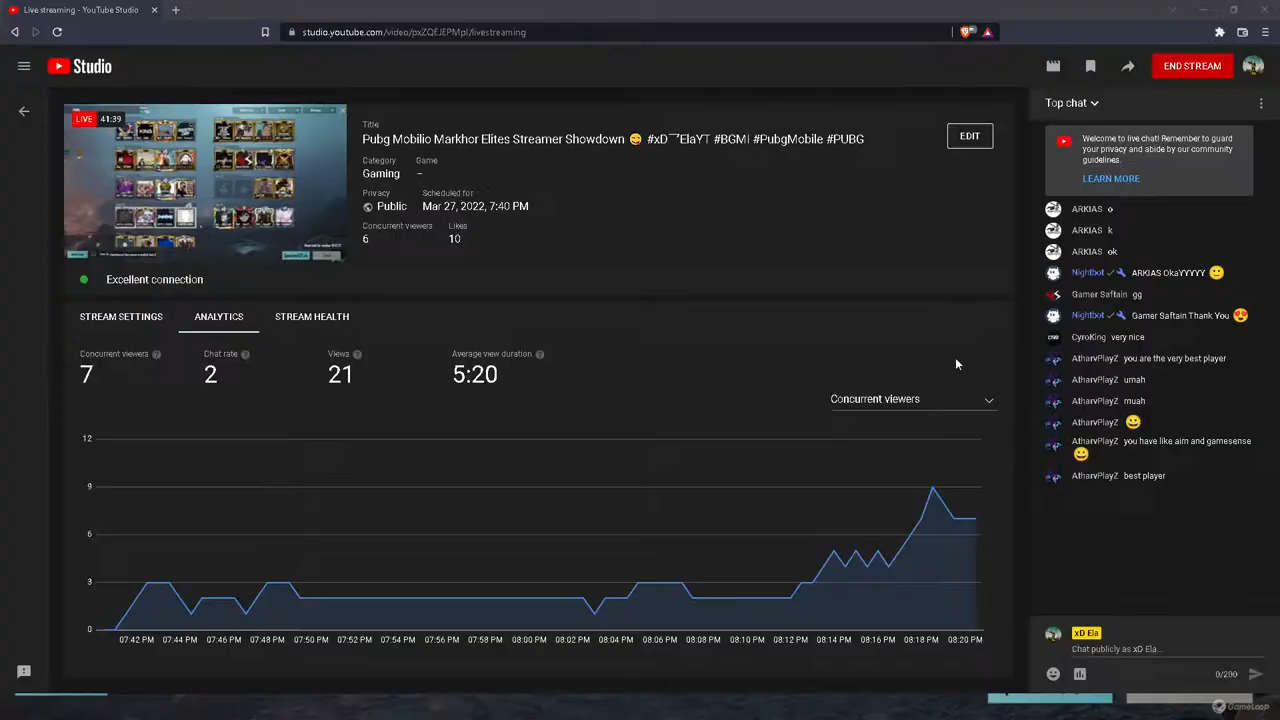 Live streaming - YouTube Studio
studio.youtube.com/video/pxZQEJEPMpI/livestreaming
Studio
END STREAM
LIVE 41:39
Title
Pubg Mobilio Markhor Elites Streamer Showdown 😋 #BGMI #PubgMobile #PUBG
EDIT
Category Game
Gaming –
Privacy Scheduled for
Public Mar 27, 2022, 7:40 PM
Concurrent viewers Likes
6 10
Excellent connection
STREAM SETTINGS ANALYTICS STREAM HEALTH
Concurrent viewers Chat rate Views Average view duration
7 2 21 5:20
Concurrent viewers
12
9
6
3
0
07:42 PM 07:44 PM 07:46 PM 07:48 PM 07:50 PM 07:52 PM 07:54 PM 07:56 PM 07:58 PM 08:00 PM 08:02 PM 08:04 PM 08:06 PM 08:08 PM 08:10 PM 08:12 PM 08:14 PM 08:16 PM 08:18 PM 08:20 PM
Top chat
Welcome to live chat! Remember to guard
your privacy and abide by our community
guidelines.
LEARN MORE
ARKIAS o
ARKIAS k
ARKIAS ok
Nightbot ARKIAS OkaYYYYY 🙂
Gamer Saftain gg
Nightbot Gamer Saftain Thank You 😍
CyroKing very nice
AtharvPlayZ you are the very best player
AtharvPlayZ umah
AtharvPlayZ muah
AtharvPlayZ 😀
AtharvPlayZ you have like aim and gamesense
😀
AtharvPlayZ best player
xD Ela
Chat publicly as xD Ela...
0/200
GameLoop